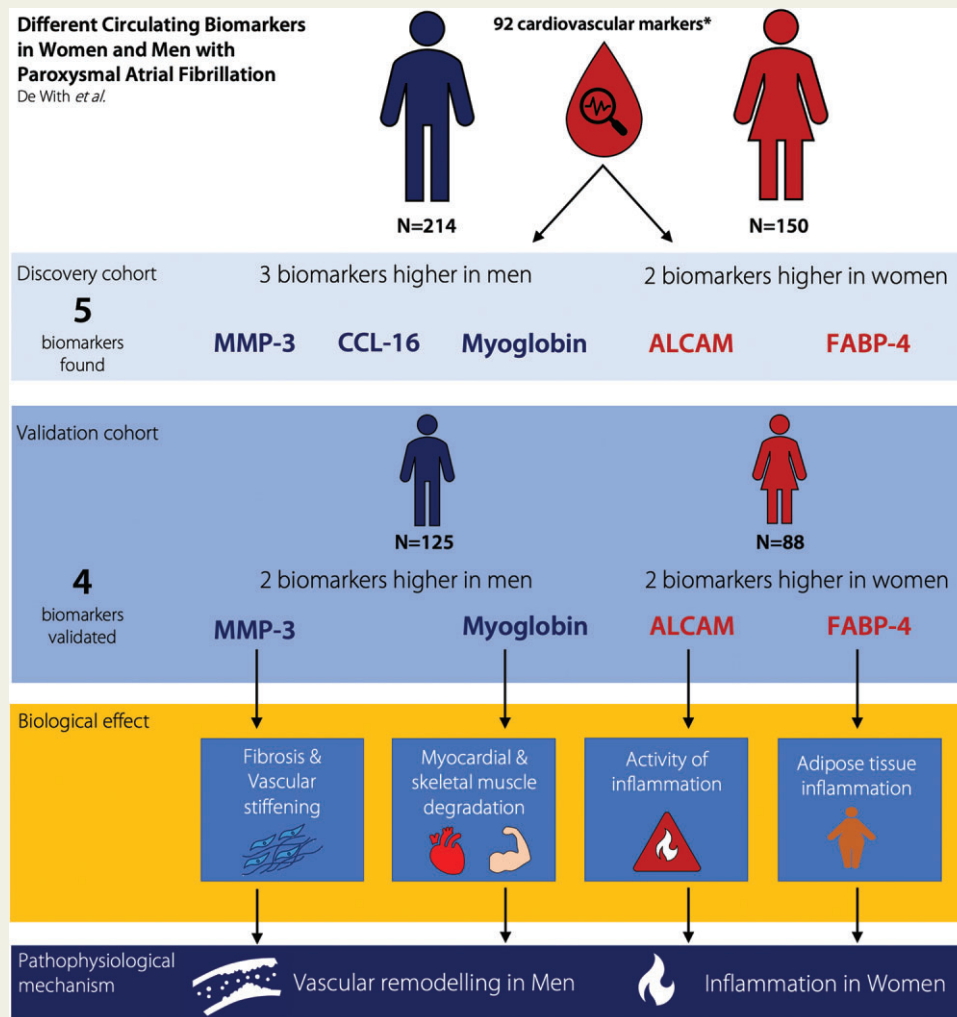 Different Circulating Biomarkers
in Women and Men with
Paroxysmal Atrial Fibrillation
De With et al.
92 cardiovascular markers*
N=214
N=150
Discovery cohort
5
biomarkers
found
3 biomarkers higher in men
2 biomarkers higher in women
MMP-3
CCL-16
Myoglobin
ALCAM
FABP-4
Validation cohort
N=125
N=88
4
biomarkers
validated
2 biomarkers higher in men
2 biomarkers higher in women
MMP-3
Myoglobin
ALCAM
FABP-4
Biological effect
Fibrosis &
Vascular
stiffening
Myocardial &
skeletal muscle
degradation
Activity of
inflammation
Adipose tissue
inflammation
Pathophysiological
mechanism
Vascular remodelling in Men
Inflammation in Women